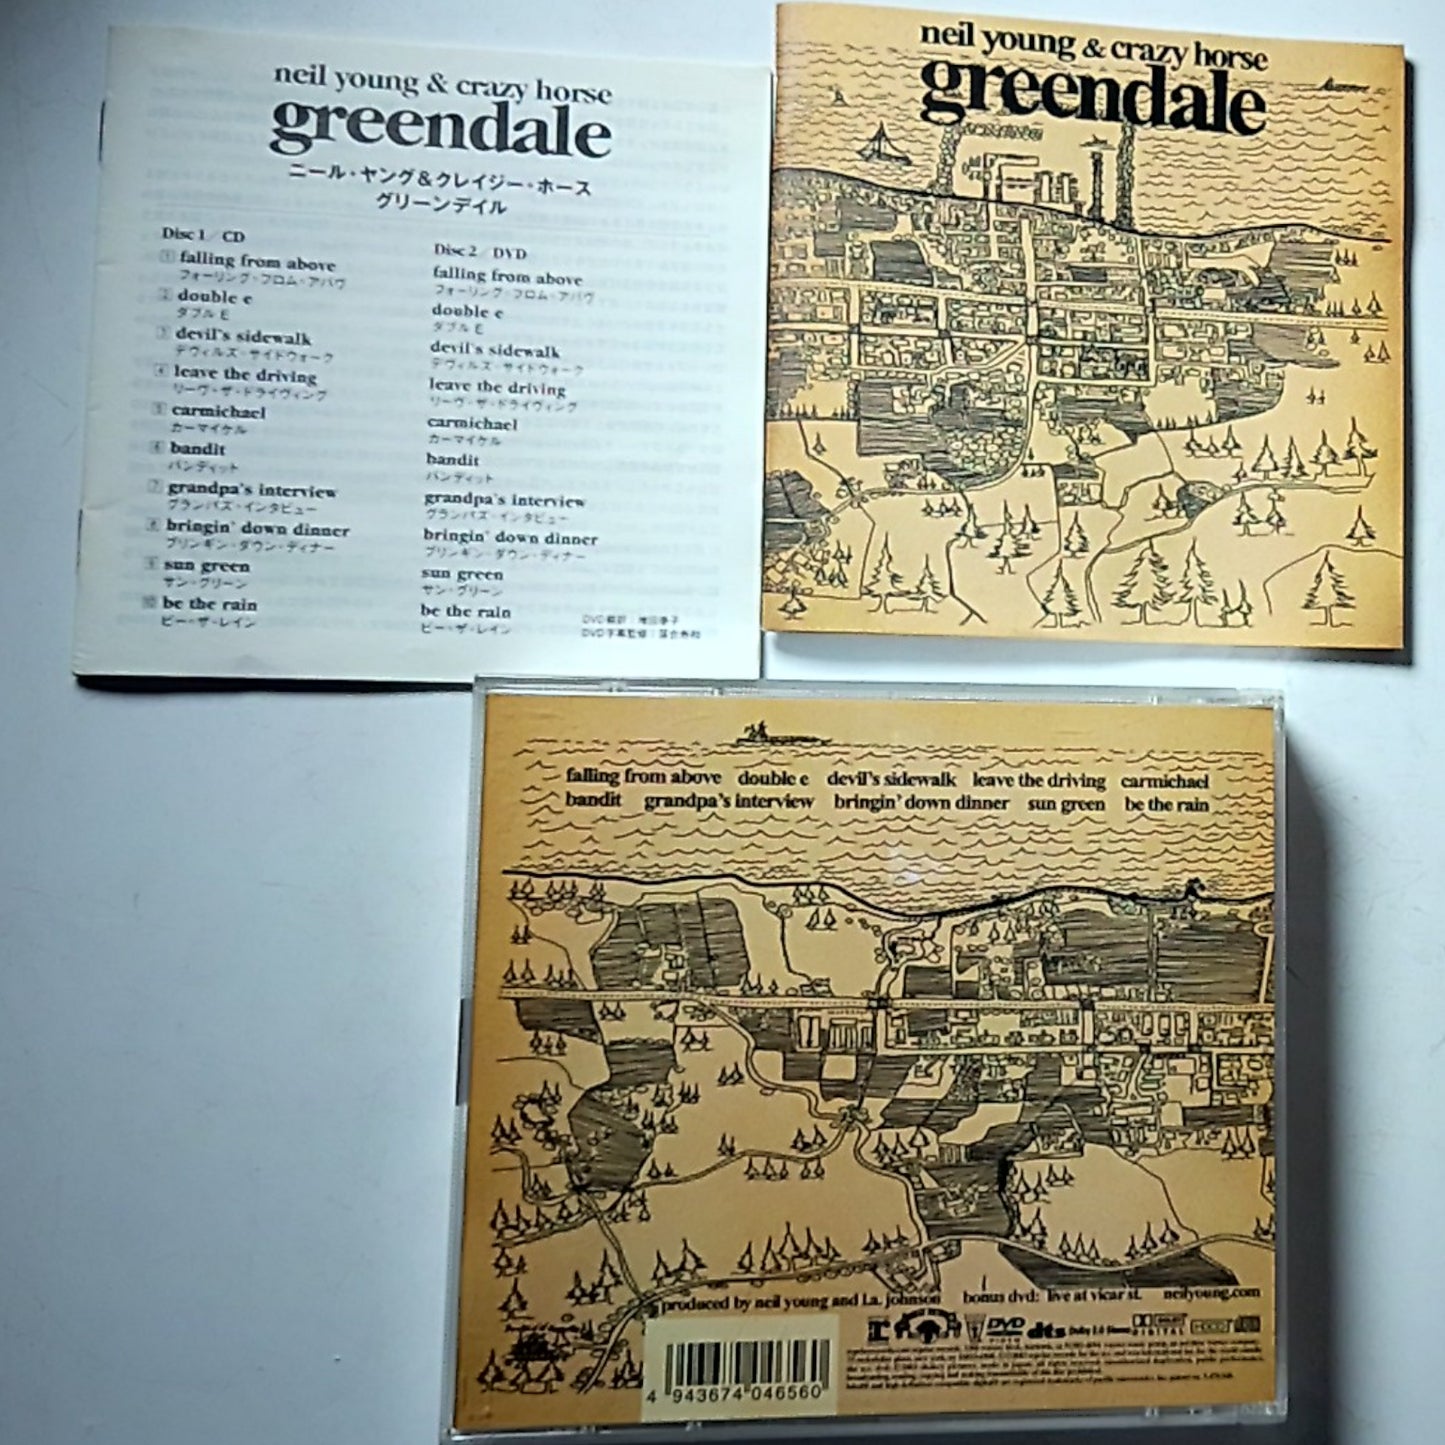 neil young & crazy horse
greendale
ニール・ヤング&クレイジー・ホース
グリーンデイル
Disc 1 / CD
1 falling from above
フォーリング・フロム・アバヴ
2 double e
ダブル E
3 devil's sidewalk
デヴィルズ・サイドウォーク
4 leave the driving
リーヴ・ザ・ドライヴィング
5 carmichael
カーマイケル
6 bandit
バンディット
7 grandpa's interview
グランパズ・インタビュー
8 bringin' down dinner
ブリンギン・ダウン・ディナー
9 sun green
サン・グリーン
10 be the rain
ビー・ザ・レイン
Disc 2 / DVD
falling from above
フォーリング・フロム・アバヴ
double e
ダブル E
devil's sidewalk
デヴィルズ・サイドウォーク
leave the driving
リーヴ・ザ・ドライヴィング
carmichael
カーマイケル
bandit
バンディット
grandpa's interview
グランパズ・インタビュー
bringin' down dinner
ブリンギン・ダウン・ディナー
sun green
サン・グリーン
be the rain
ビー・ザ・レイン
neil young & crazy horse
greendale
falling from above double e devil's sidewalk leave the driving carmichael
bandit grandpa's interview bringin' down dinner sun green be the rain
produced by neil young and l.a. johnson bonus dvd: live at vicar st. neilyoung.com
DVD VIDEO dts Dolby DIGITAL HDCD
4 943674 046560